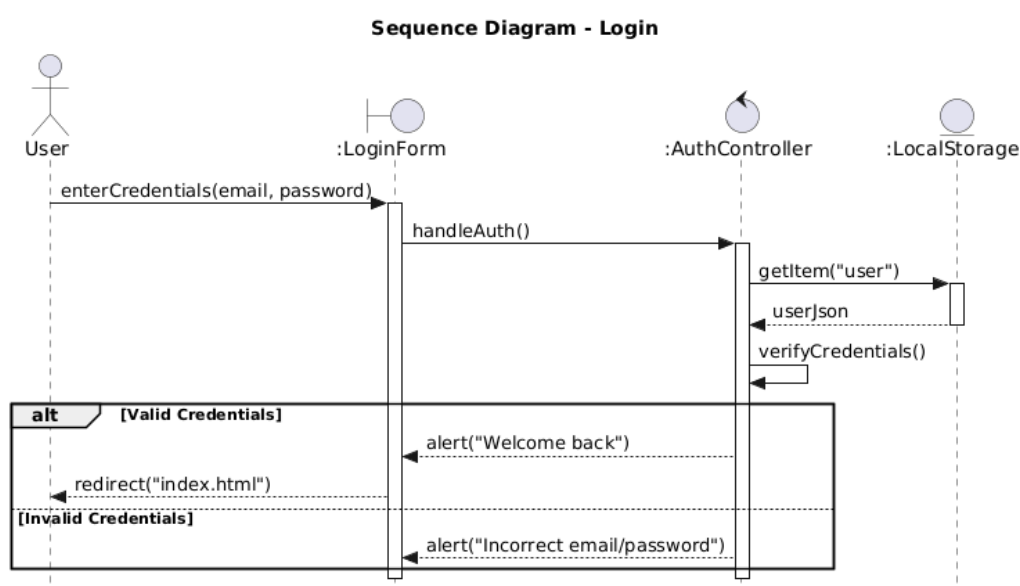 Sequence Diagram - Login
User
:LoginForm
:AuthController
:LocalStorage
enterCredentials(email, password)
handleAuth()
getItem("user")
userJson
verifyCredentials()
alt
[Valid Credentials]
alert("Welcome back")
redirect("index.html")
[Invalid Credentials]
alert("Incorrect email/password")